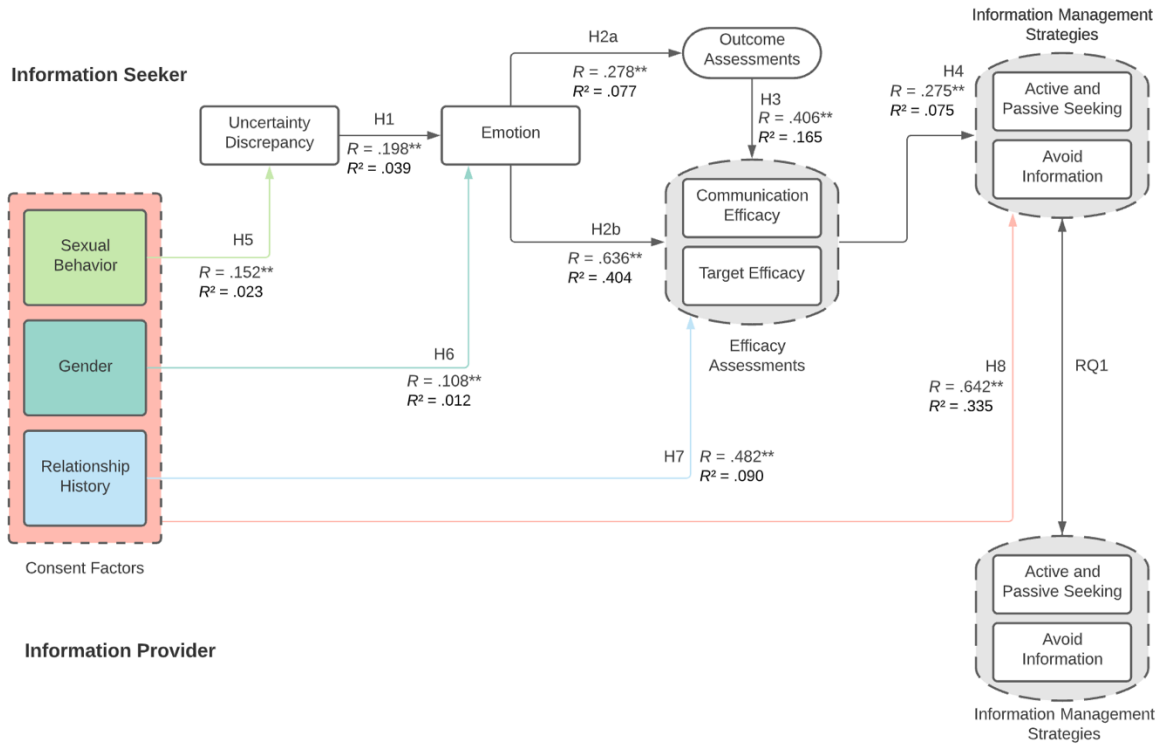 Information Management
Strategies
Information Seeker
H2a
R = .278**
R² = .077
Outcome
Assessments
H4
R = .275**
R² = .075
Active and
Passive Seeking
Avoid
Information
Uncertainty
Discrepancy
H1
R = .198**
R² = .039
Emotion
H3
R = .406**
R² = .165
Communication
Efficacy
Target Efficacy
Efficacy
Assessments
H2b
R = .636**
R² = .404
Sexual
Behavior
H5
R = .152**
R² = .023
Gender
H6
R = .108**
R² = .012
H8
R = .642**
R² = .335
RQ1
Relationship
History
H7
R = .482**
R² = .090
Consent Factors
Information Provider
Active and
Passive Seeking
Avoid
Information
Information Management
Strategies